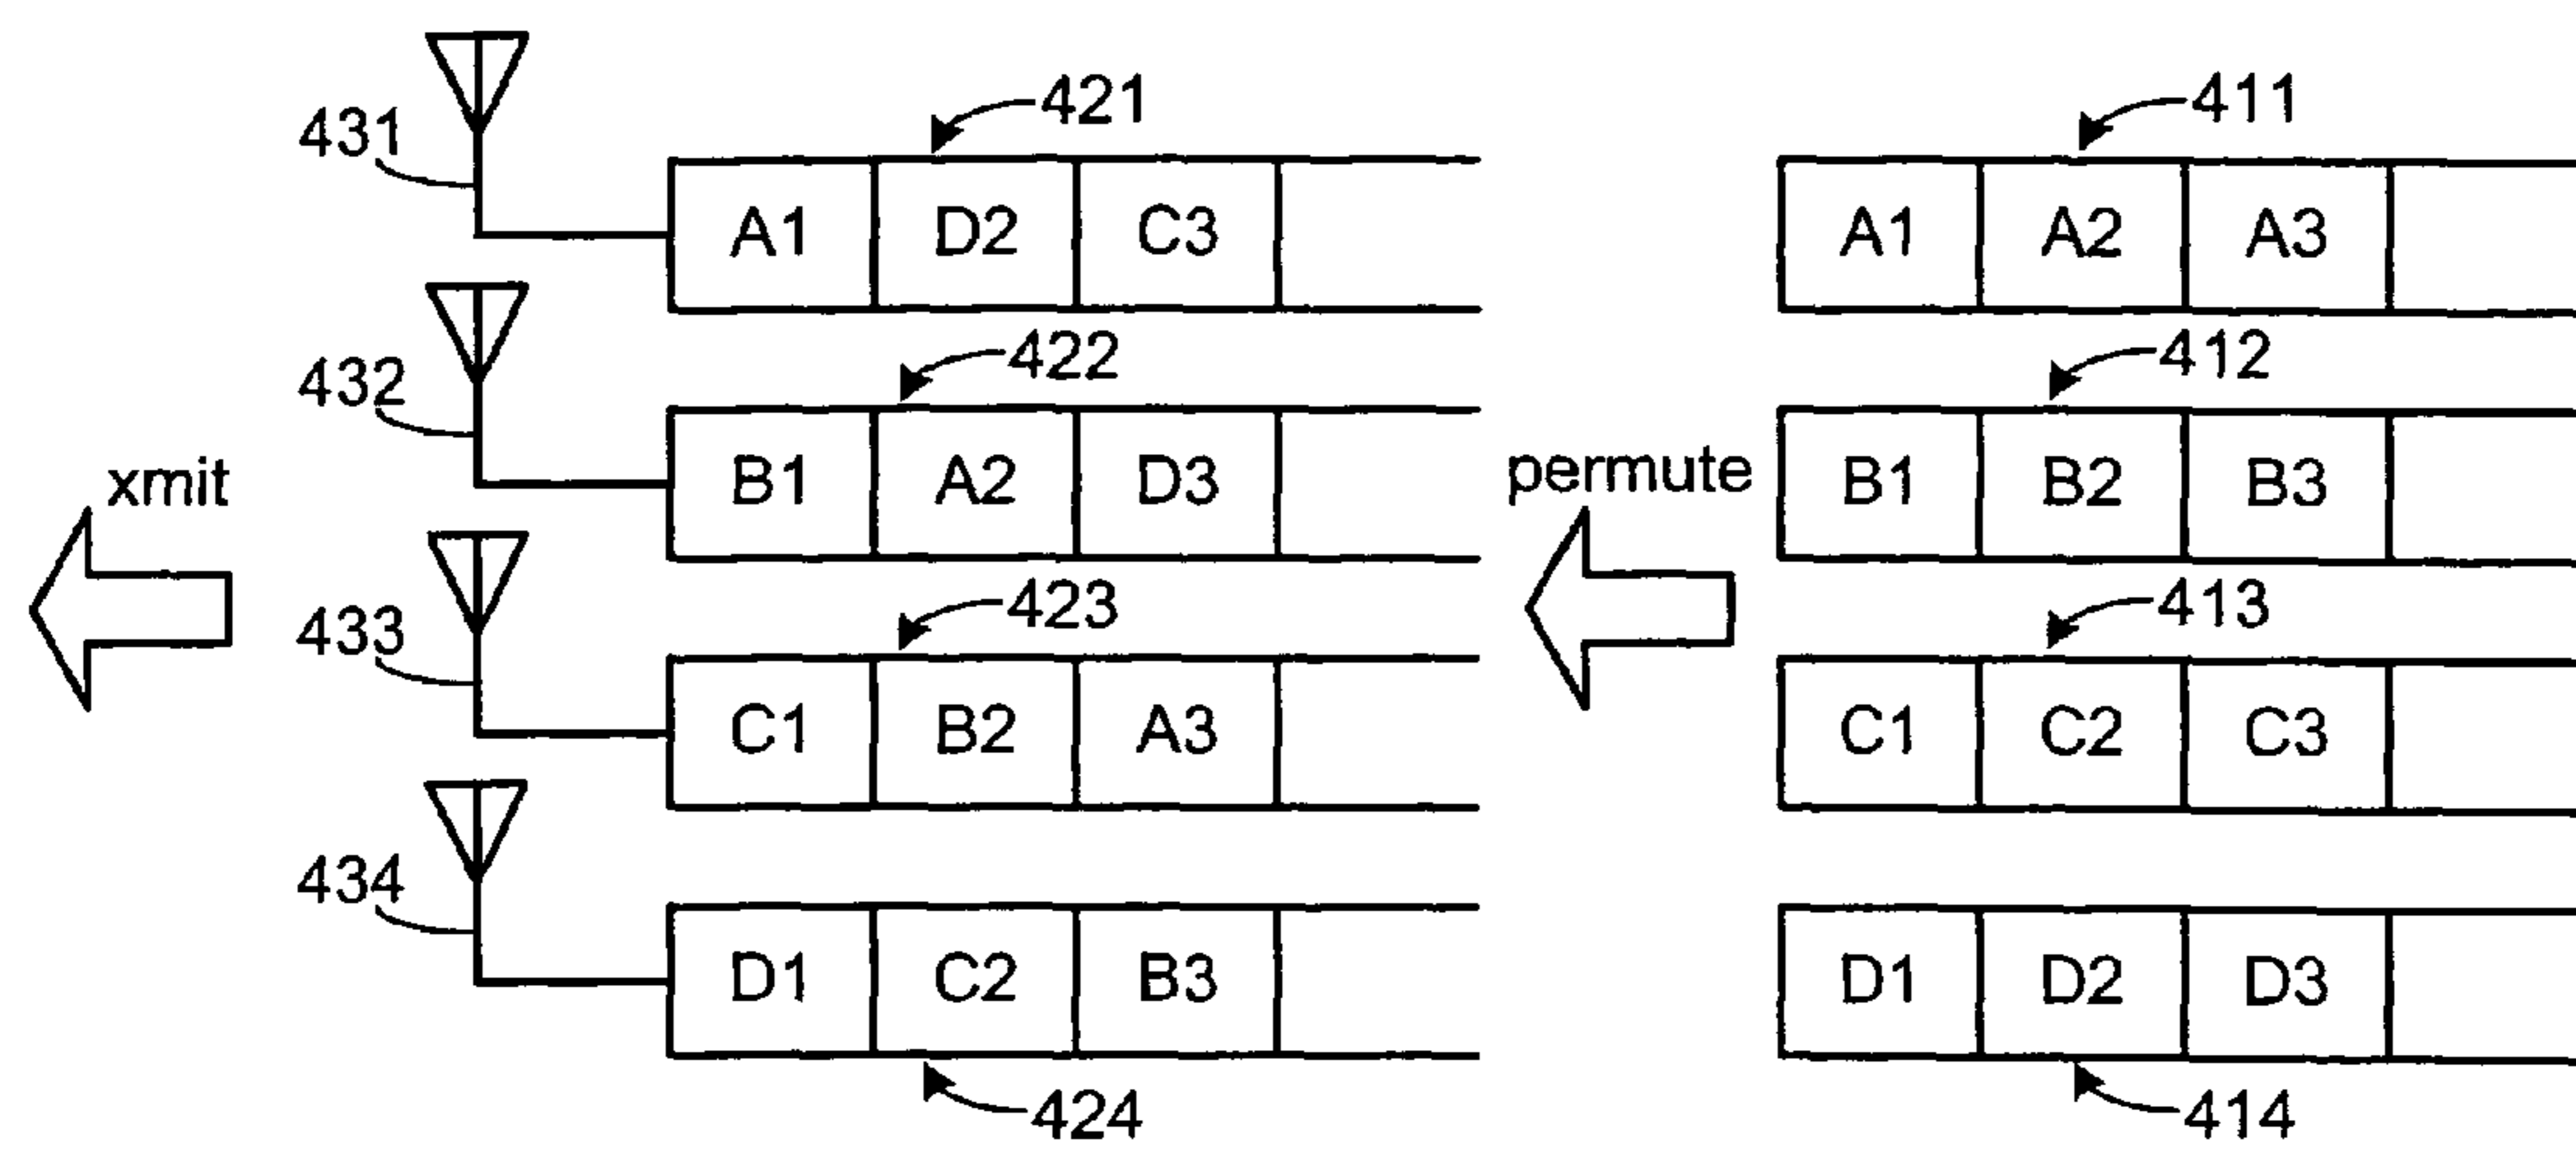 421
411
431
A1 D2 C3
A1 A2 A3
422
412
432
B1 A2 D3
B1 B2 B3
xmit
permute
423
413
433
C1 B2 A3
C1 C2 C3
434
D1 C2 B3
D1 D2 D3
424
414